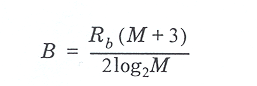 B = R_b (M + 3) / 2log₂M